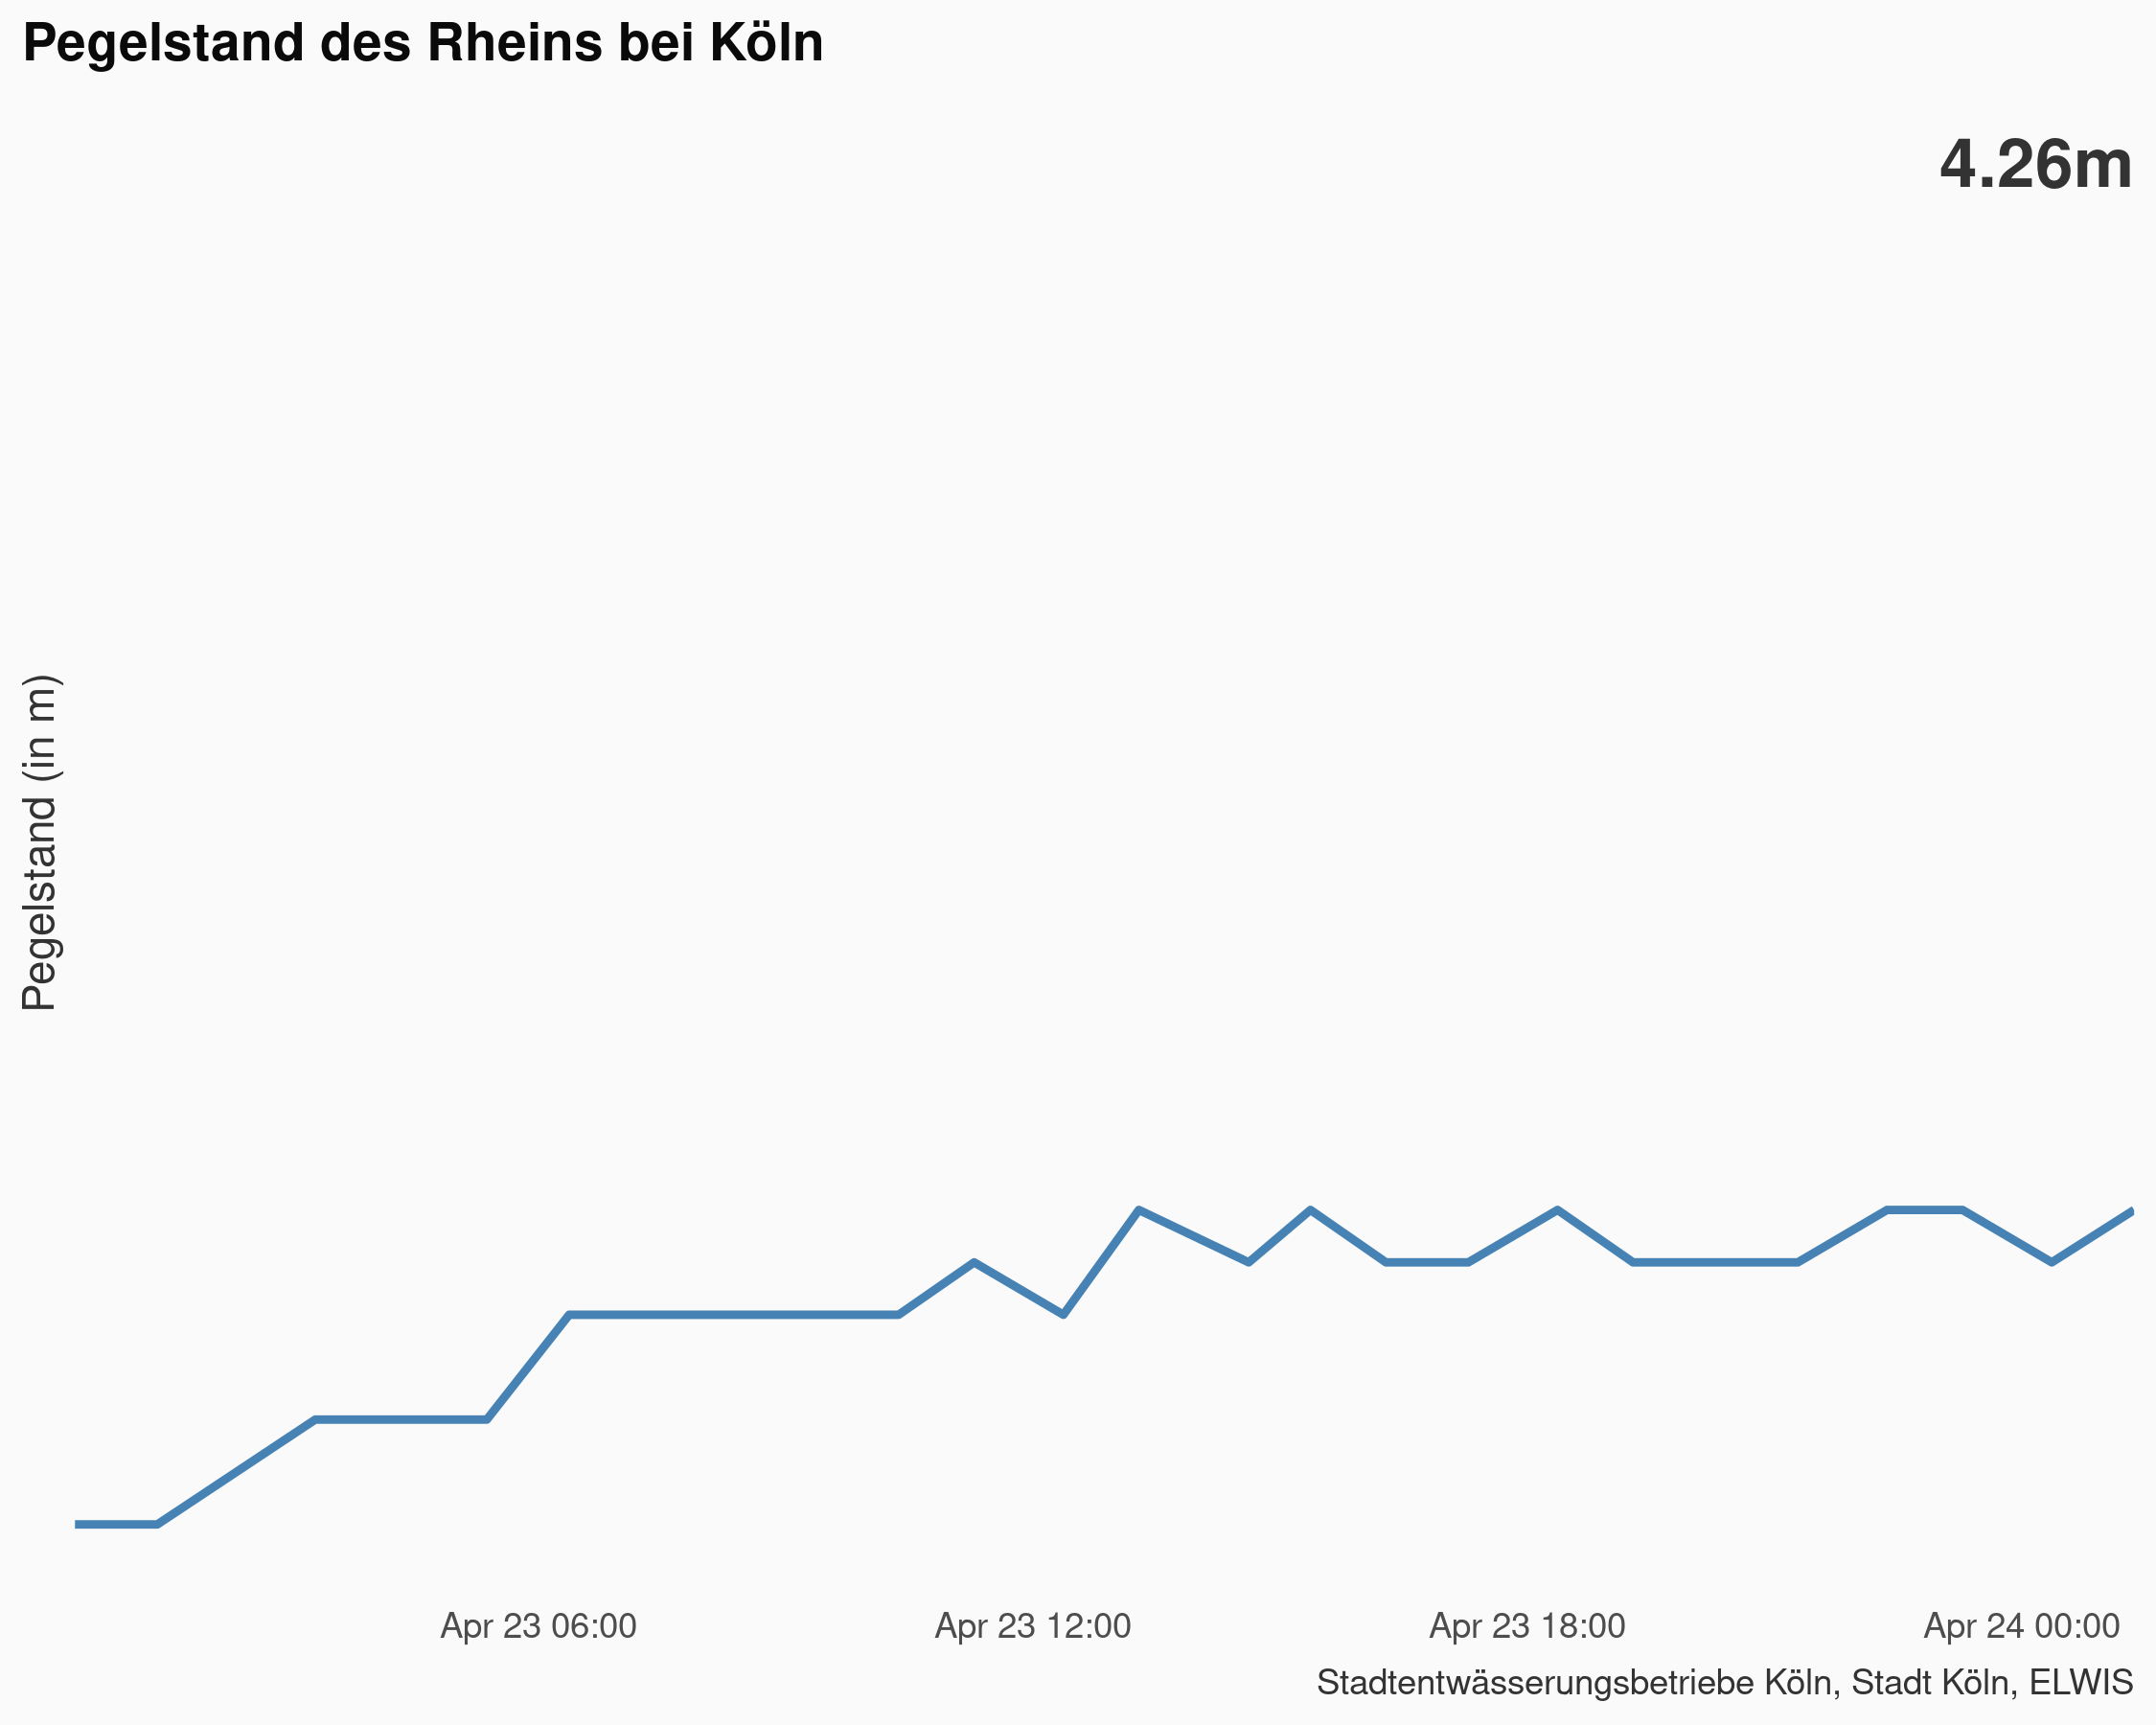 Pegelstand des Rheins bei Köln
4.26m
Pegelstand (in m)
Apr 23 06:00
Apr 23 12:00
Apr 23 18:00
Apr 24 00:00
Stadtentwässerungsbetriebe Köln, Stadt Köln, ELWIS